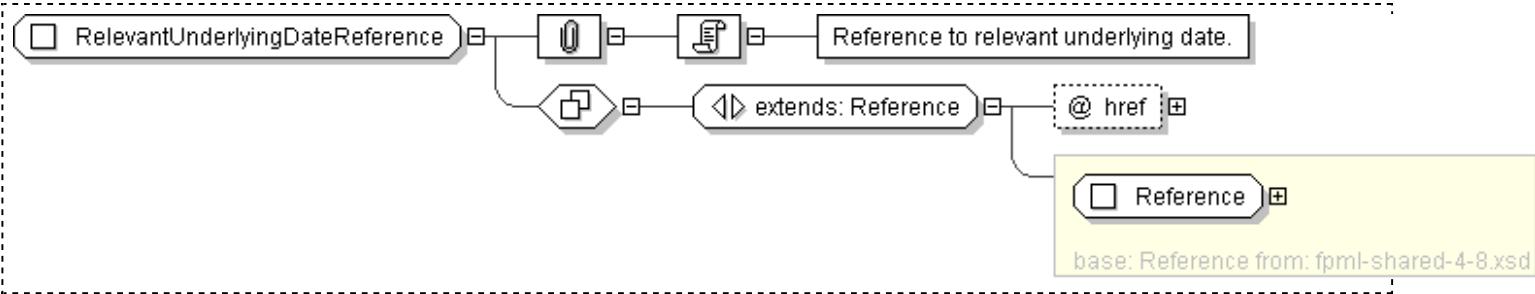 RelevantUnderlyingDateReference
Reference to relevant underlying date.
extends: Reference
@ href
Reference
base: Reference from: fpml-shared-4-8.xsd